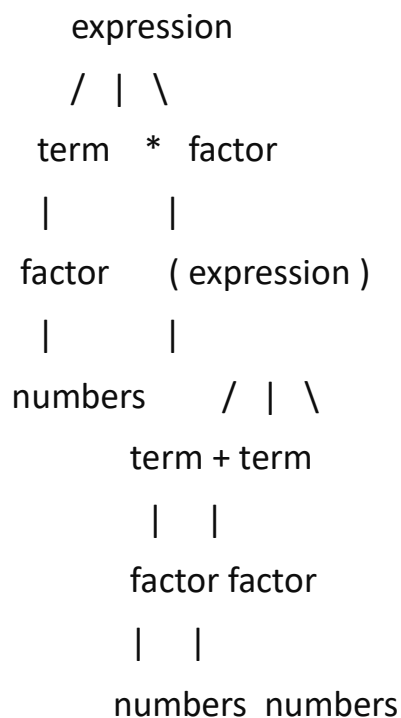 expression
/ | \
term * factor
| |
factor ( expression )
| |
numbers / | \
term + term
| |
factor factor
| |
numbers numbers